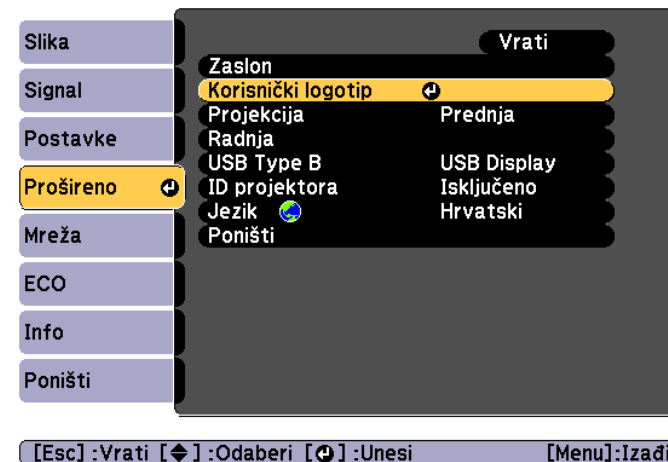 Slika
Signal
Postavke
Prošireno
Mreža
ECO
Info
Poništi
Vrati
Zaslon
Korisnički logotip
Projekcija Prednja
Radnja
USB Type B USB Display
ID projektora Isključeno
Jezik Hrvatski
Poništi
[Esc] :Vrati [◆] :Odaberi [↵] :Unesi [Menu]:Izađi